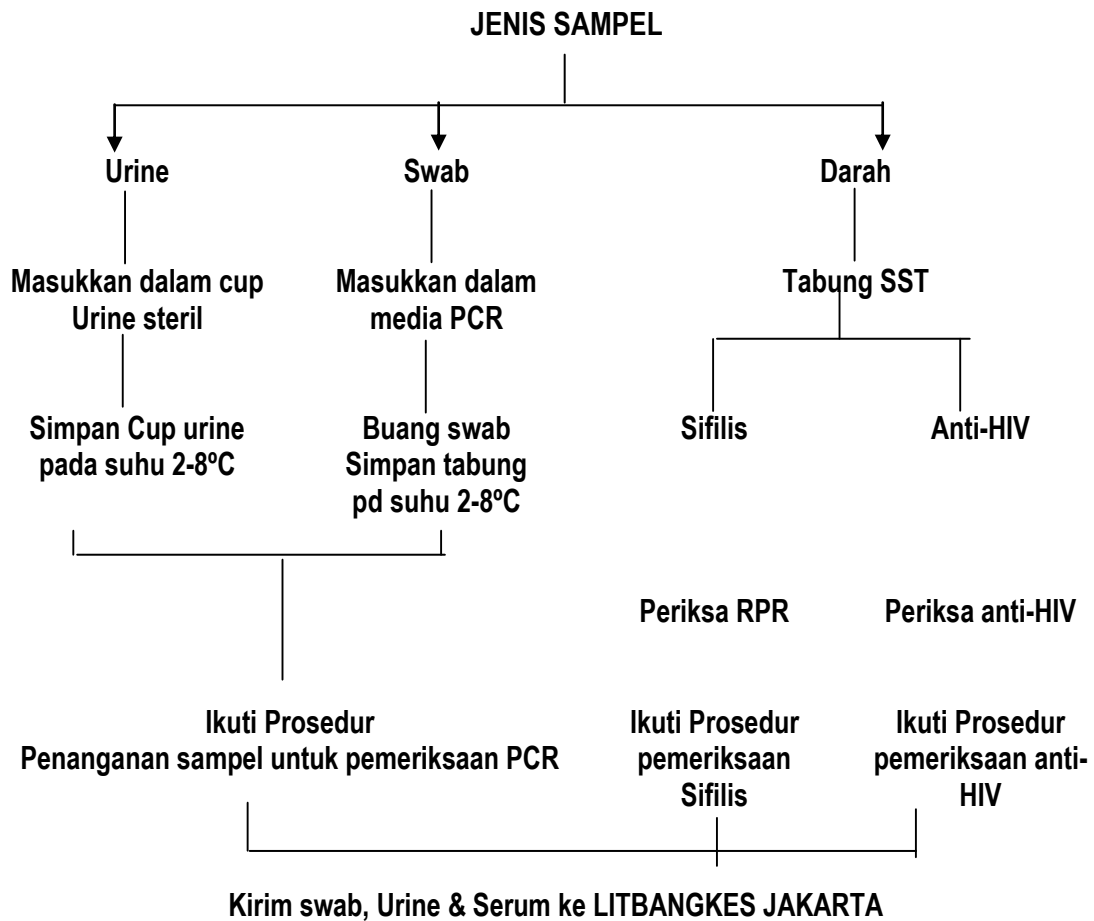 JENIS SAMPEL
Urine
Swab
Darah
Masukkan dalam cup
Urine steril
Masukkan dalam
media PCR
Tabung SST
Simpan Cup urine
pada suhu 2-8ºC
Buang swab
Simpan tabung
pd suhu 2-8ºC
Sifilis
Anti-HIV
Periksa RPR
Periksa anti-HIV
Ikuti Prosedur
Penanganan sampel untuk pemeriksaan PCR
Ikuti Prosedur
pemeriksaan
Sifilis
Ikuti Prosedur
pemeriksaan anti-
HIV
Kirim swab, Urine & Serum ke LITBANGKES JAKARTA